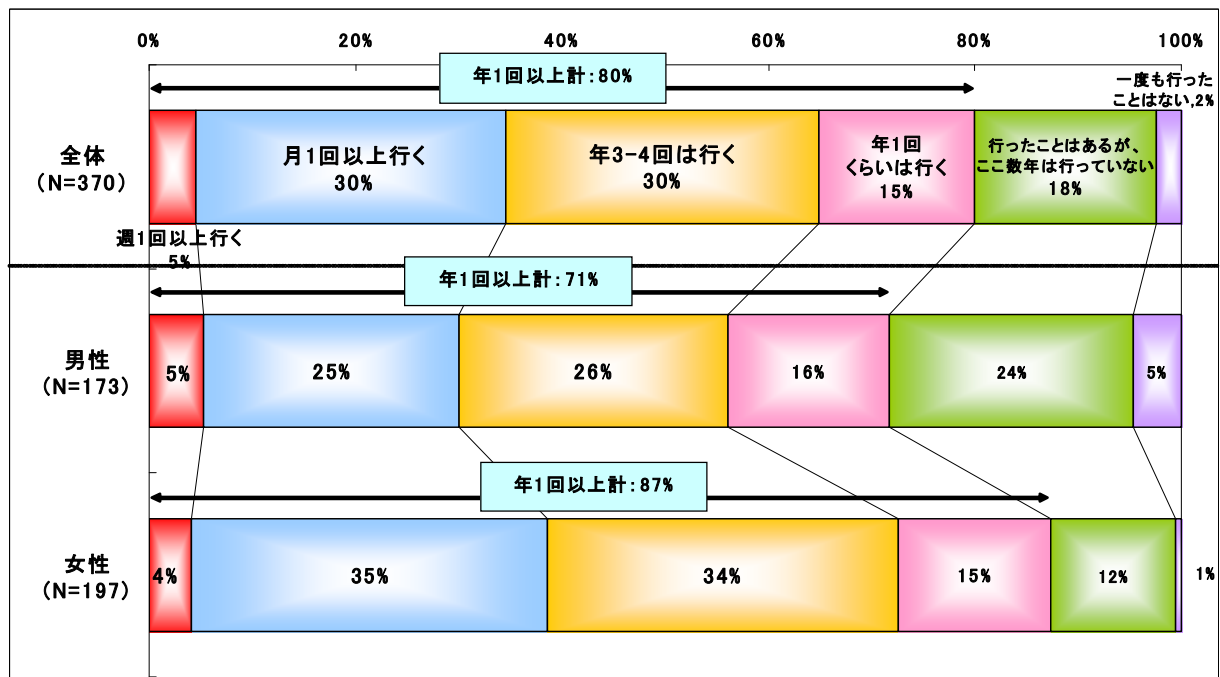 0% 20% 40% 60% 80% 100%
年1回以上計:80%
一度も行った
ことはない,2%
全体
(N=370)
月1回以上行く
30%
年3-4回は行く
30%
年1回
くらいは行く
15%
行ったことはあるが、
ここ数年は行っていない
18%
週1回以上行く
5%
年1回以上計:71%
男性
(N=173)
5% 25% 26% 16% 24% 5%
年1回以上計:87%
女性
(N=197)
4% 35% 34% 15% 12% 1%